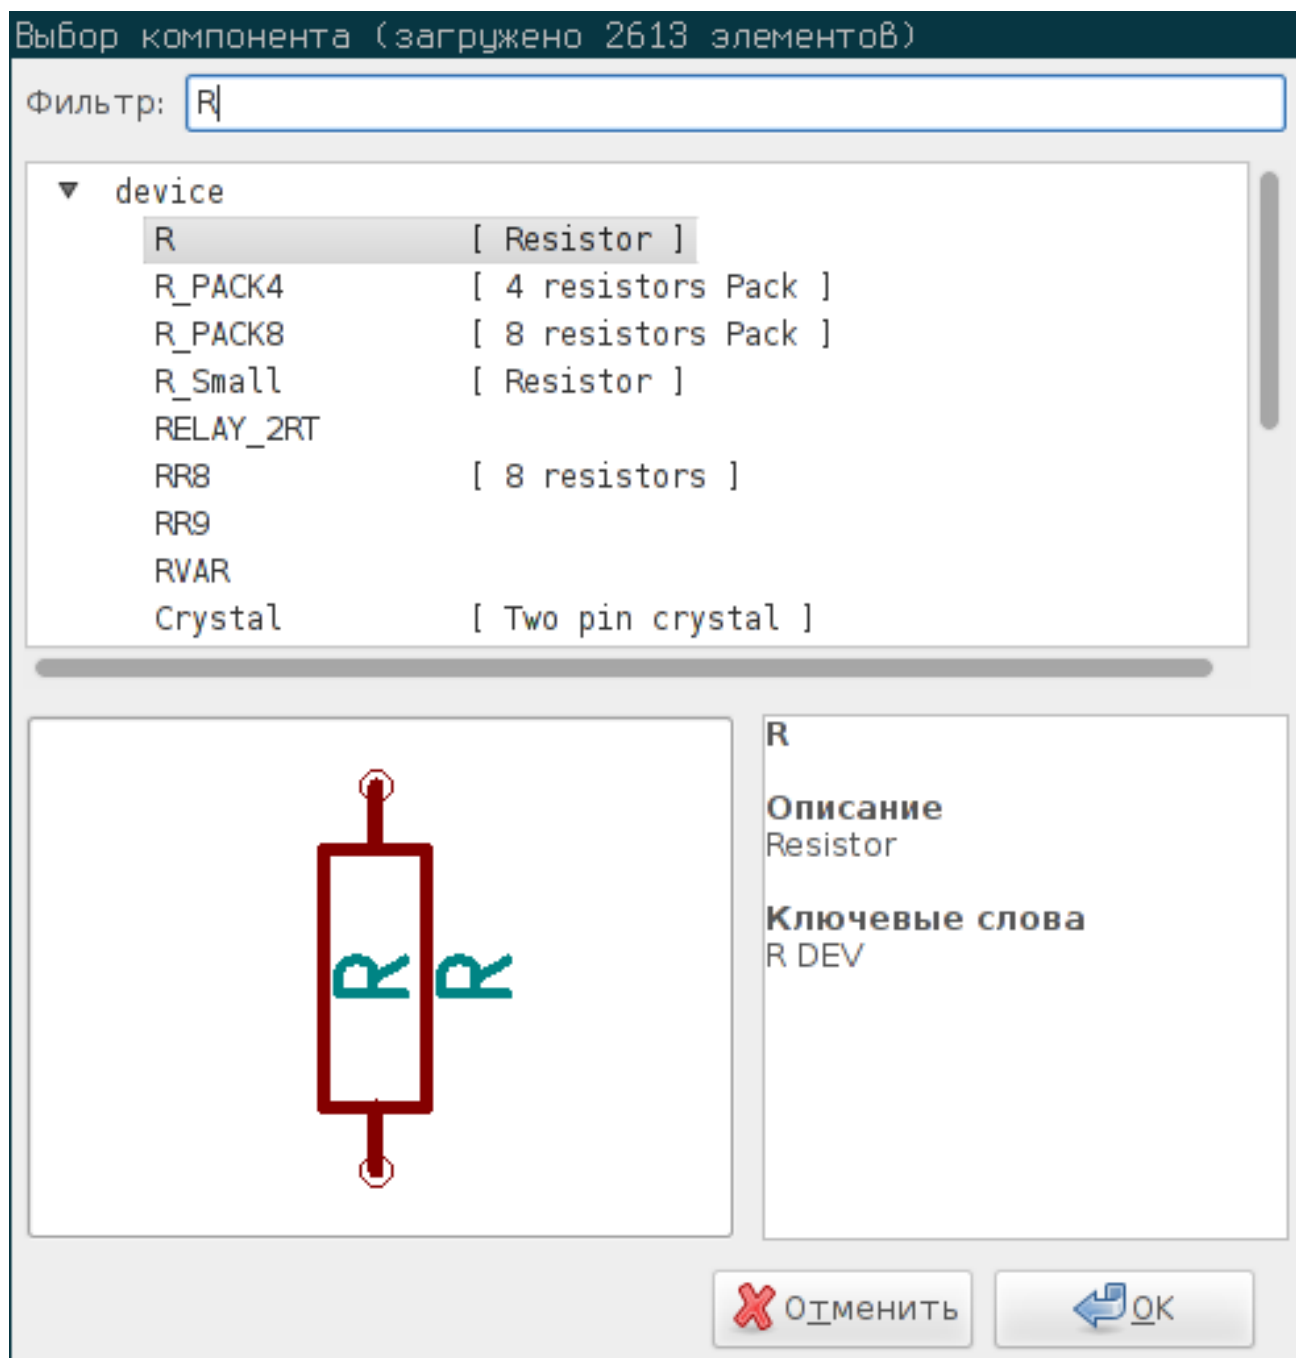 Выбор компонента (загружено 2613 элементов)
Фильтр: R
device
R [ Resistor ]
R_PACK4 [ 4 resistors Pack ]
R_PACK8 [ 8 resistors Pack ]
R_Small [ Resistor ]
RELAY_2RT
RR8 [ 8 resistors ]
RR9
RVAR
Crystal [ Two pin crystal ]
R R
R
Описание
Resistor
Ключевые слова
R DEV
Отменить OK